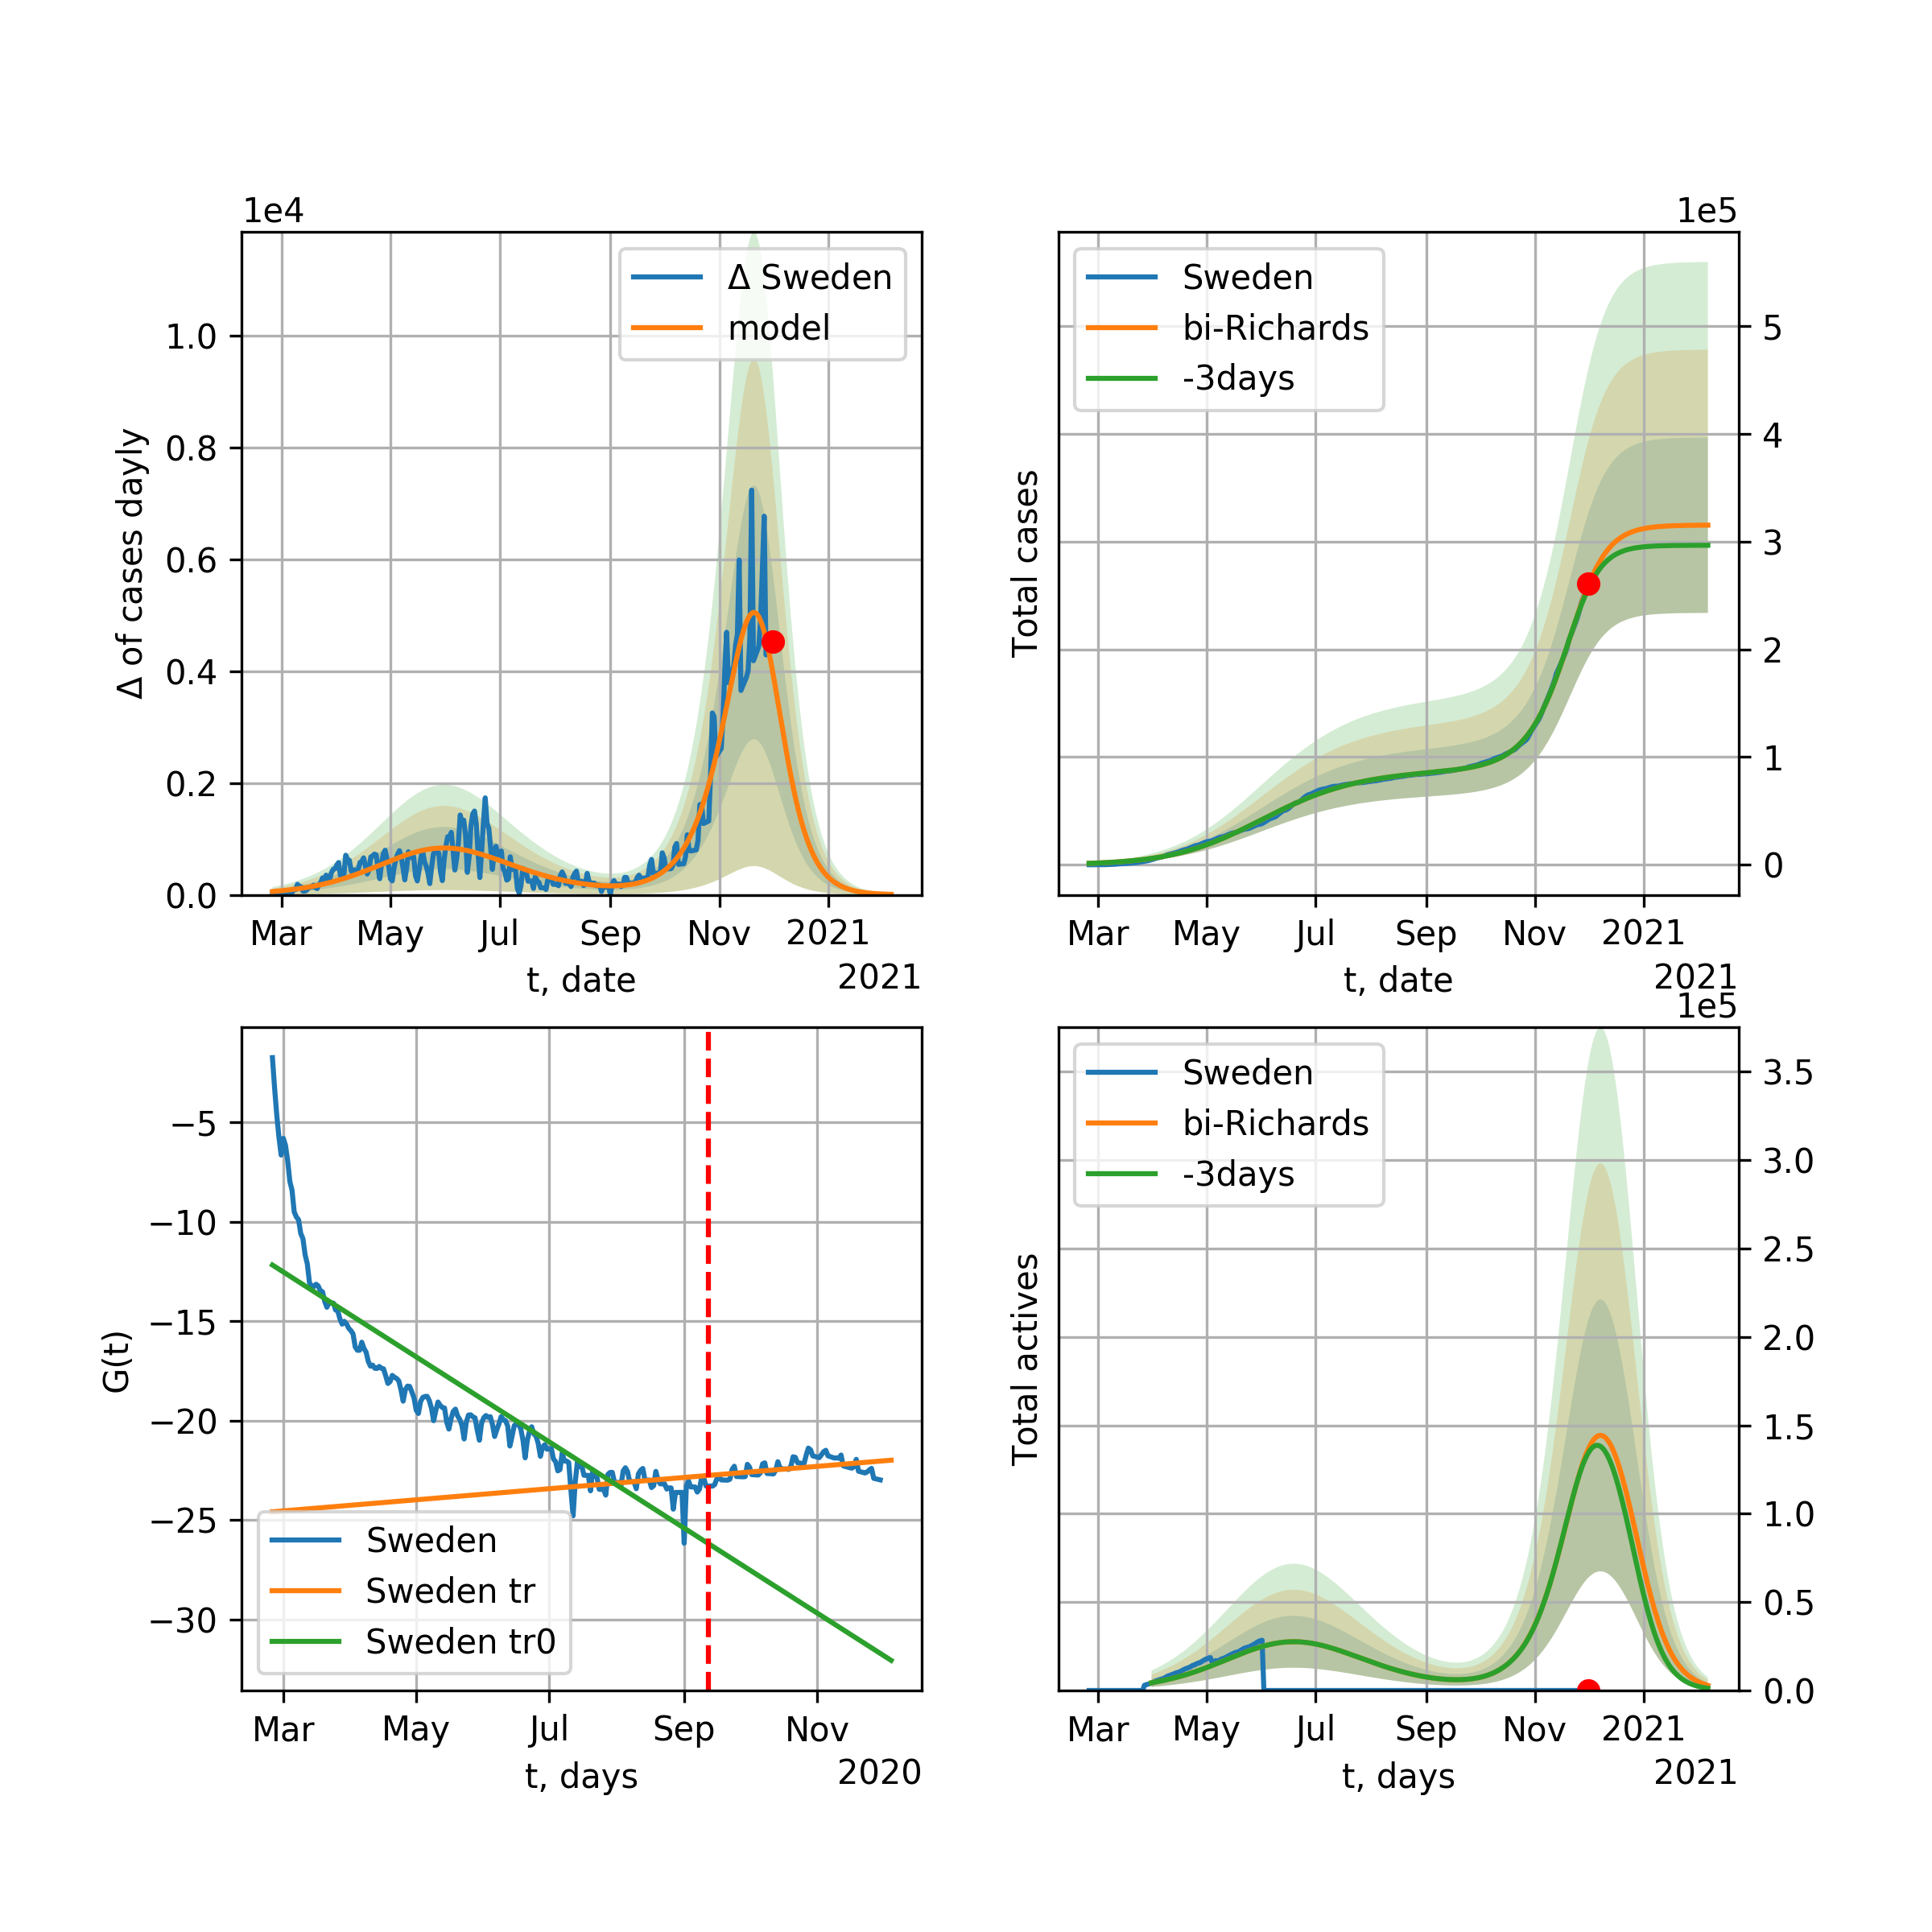 1e4
Δ of cases dayly
1.0
0.8
0.6
0.4
0.2
0.0
Δ Sweden
model
Mar May Jul Sep Nov 2021
t, date
2021
1e5
Total cases
Sweden
bi-Richards
-3days
5
4
3
2
1
0
Mar May Jul Sep Nov 2021
t, date
2021
G(t)
−5
−10
−15
−20
−25
−30
Sweden
Sweden tr
Sweden tr0
Mar May Jul Sep Nov
t, days
2020
1e5
Total actives
Sweden
bi-Richards
-3days
3.5
3.0
2.5
2.0
1.5
1.0
0.5
0.0
Mar May Jul Sep Nov 2021
t, days
2021